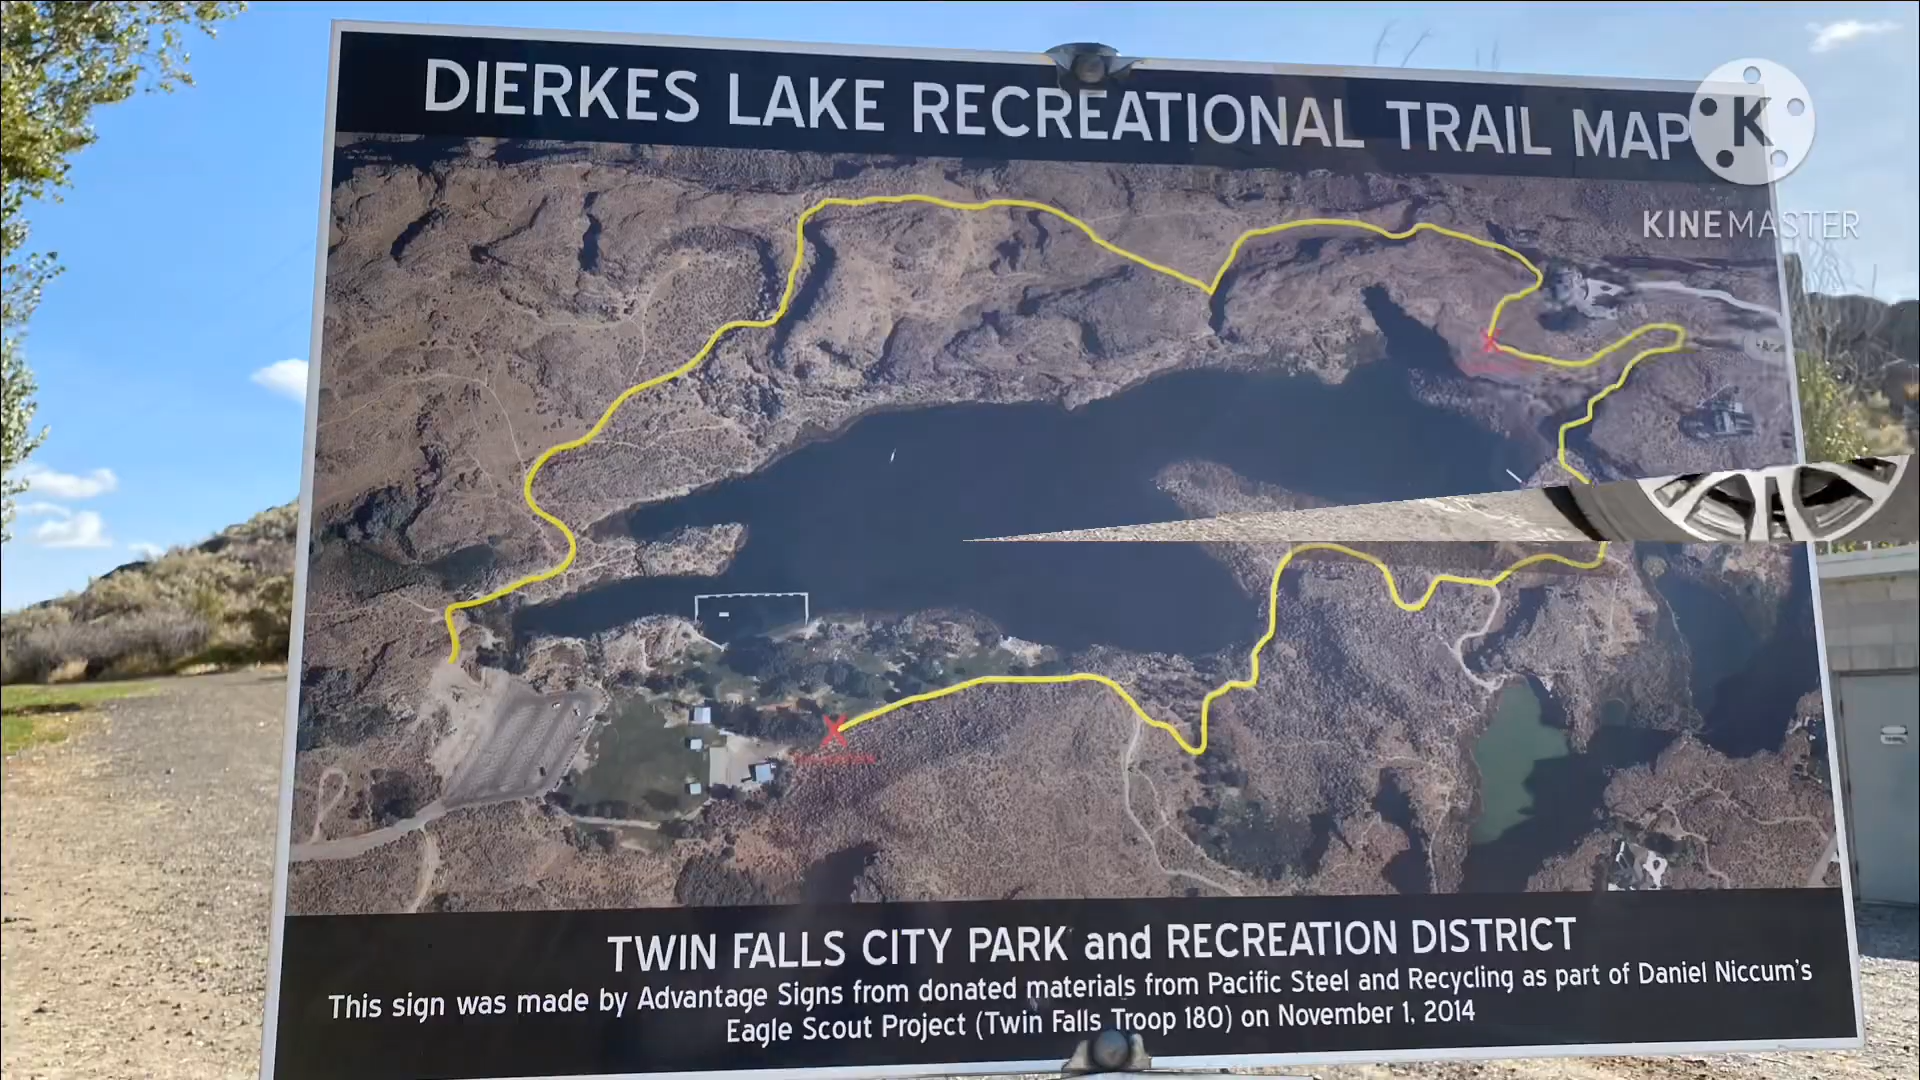 DIERKES LAKE RECREATIONAL TRAIL MAP
K
KINEMASTER
TWIN FALLS CITY PARK and RECREATION DISTRICT
This sign was made by Advantage Signs from donated materials from Pacific Steel and Recycling as part of Daniel Niccum's
Eagle Scout Project (Twin Falls Troop 180) on November 1, 2014